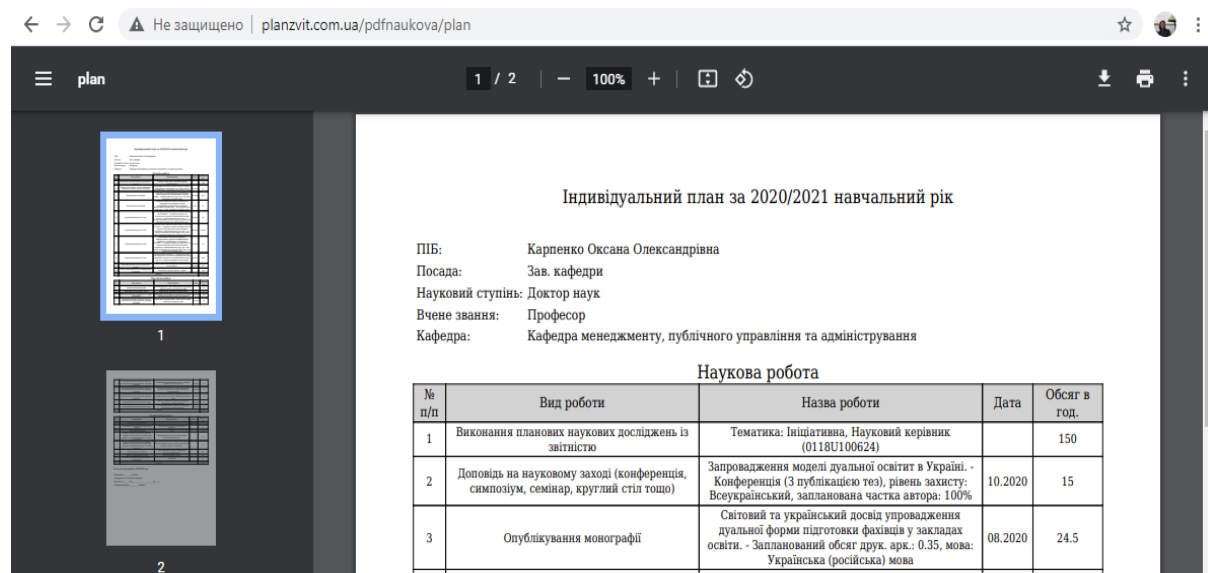 Не защищено | planzvit.com.ua/pdfnaukova/plan
plan
1 / 2
100%
Індивідуальний план за 2020/2021 навчальний рік
ПІБ: Карпенко Оксана Олександрівна
Посада: Зав. кафедри
Науковий ступінь: Доктор наук
Вчене звання: Професор
Кафедра: Кафедра менеджменту, публічного управління та адміністрування
Наукова робота
№ п/п Вид роботи Назва роботи Дата Обсяг в год.
1 Виконання планових наукових досліджень із звітністю Тематика: Ініціативна, Науковий керівник (0118U100624) 150
2 Доповідь на науковому заході (конференція, симпозіум, семінар, круглий стіл тощо) Запровадження моделі дуальної освітит в Україні. - Конференція (З публікацією тез), рівень захисту: Всеукраїнський, запланована частка автора: 100% 10.2020 15
3 Опублікування монографії Світовий та український досвід упровадження дуальної форми підготовки фахівців у закладах освіти. - Запланований обсяг друк. арк.: 0.35, мова: Українська (російська) мова 08.2020 24.5
1
2